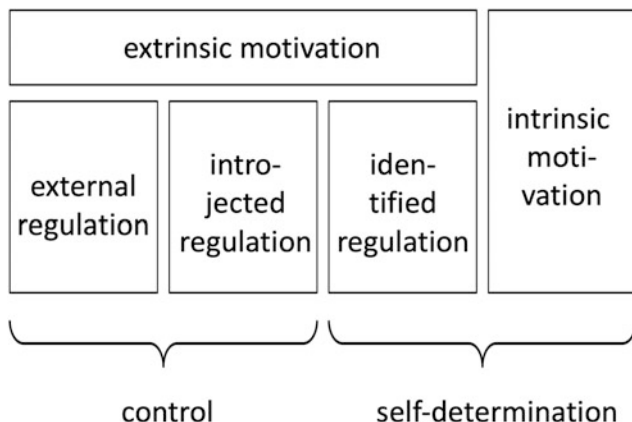 extrinsic motivation
external
regulation
intro-
jected
regulation
iden-
tified
regulation
intrinsic
moti-
vation
control
self-determination